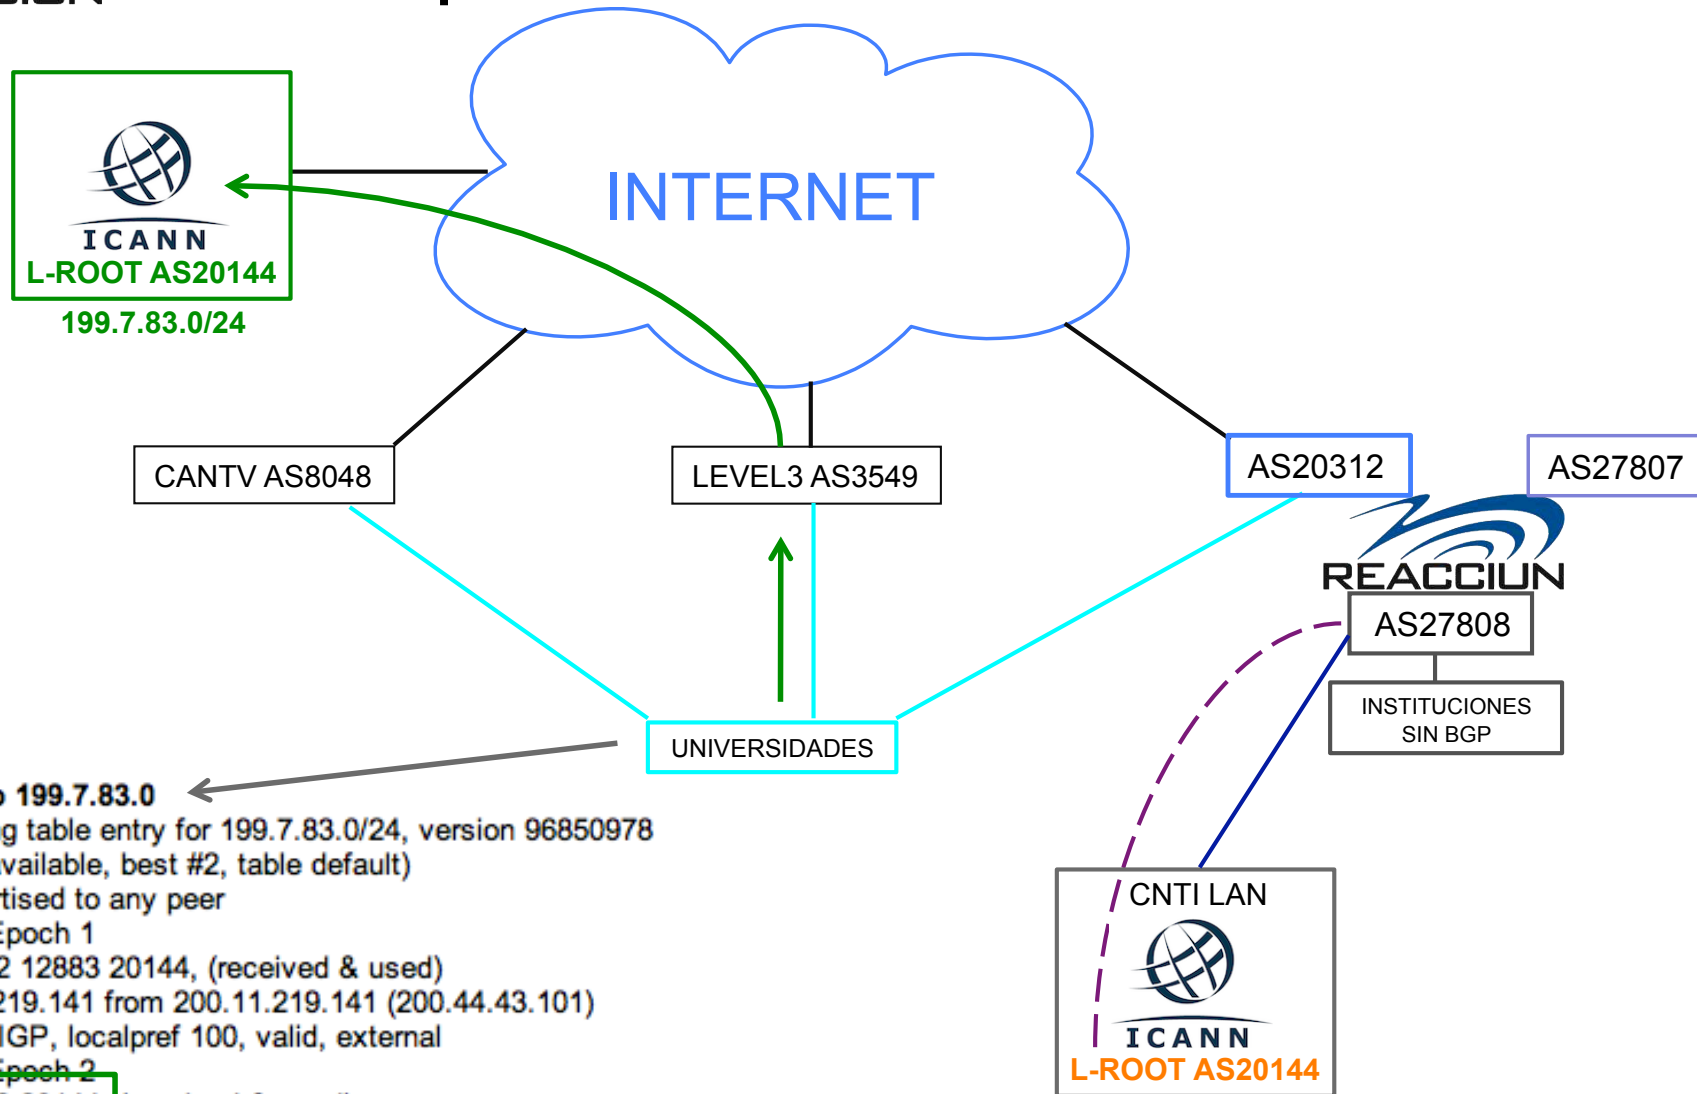 INTERNET
ICANN
L-ROOT AS20144
199.7.83.0/24
CANTV AS8048
LEVEL3 AS3549
AS20312
AS27807
REACCIUN
AS27808
INSTITUCIONES
SIN BGP
UNIVERSIDADES
199.7.83.0
table entry for 199.7.83.0/24, version 96850978
available, best #2, table default)
to any peer
Epoch 1
12883 20144, (received & used)
219.141 from 200.11.219.141 (200.44.43.101)
IGP, localpref 100, valid, external
Epoch 2
CNTI LAN
ICANN
L-ROOT AS20144